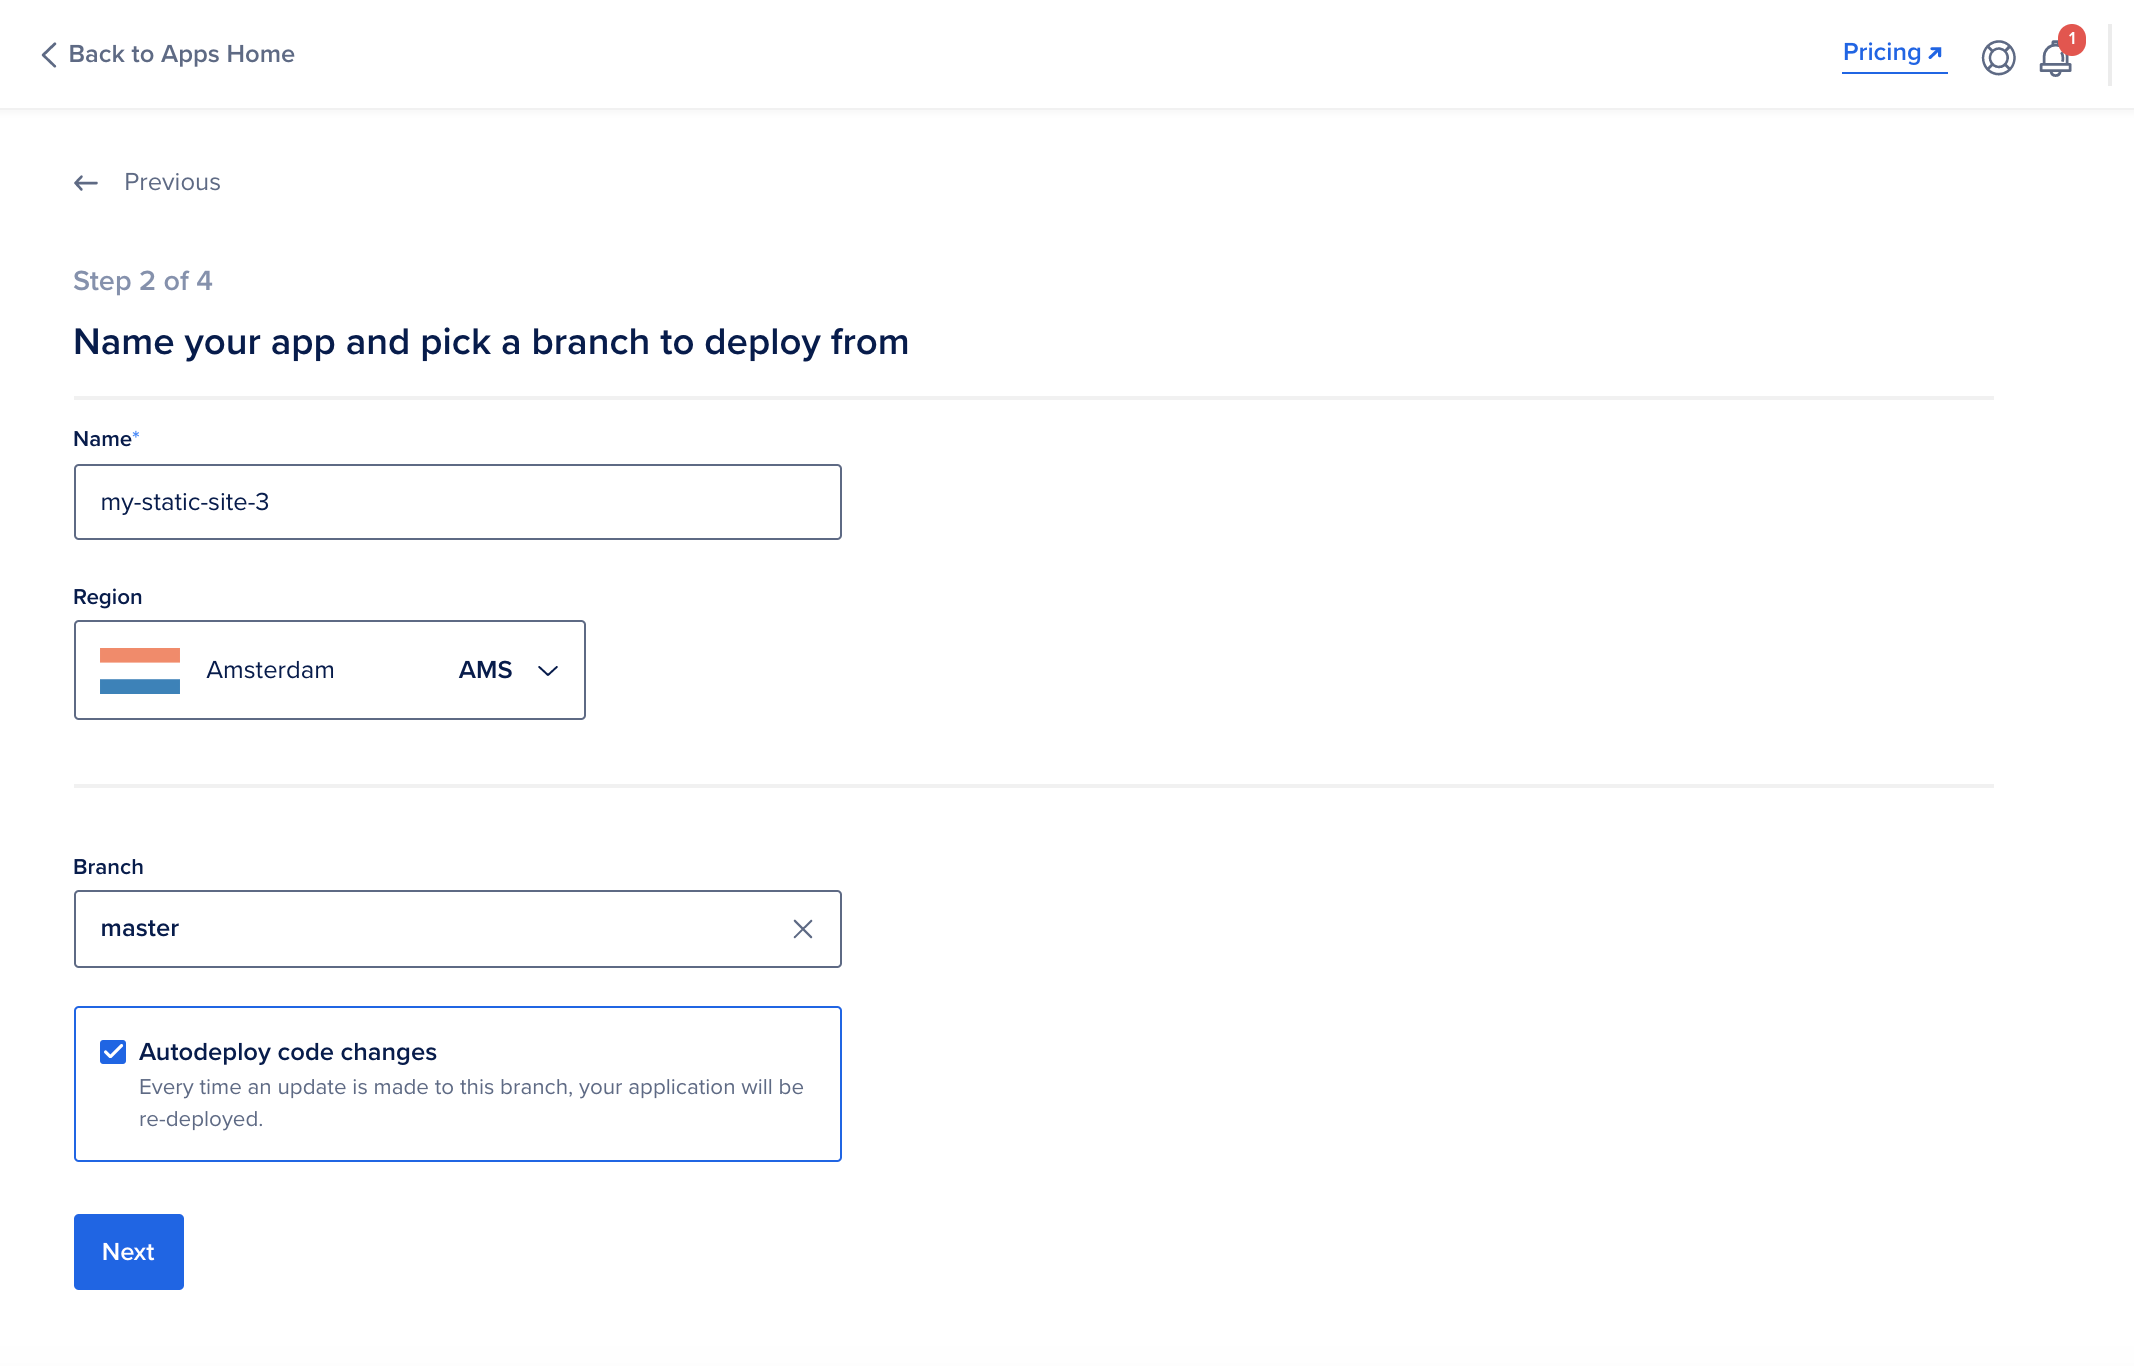 Back to Apps Home
Pricing
1
Previous
Step 2 of 4
Name your app and pick a branch to deploy from
Name*
my-static-site-3
Region
Amsterdam AMS
Branch
master
Autodeploy code changes
Every time an update is made to this branch, your application will be
re-deployed.
Next